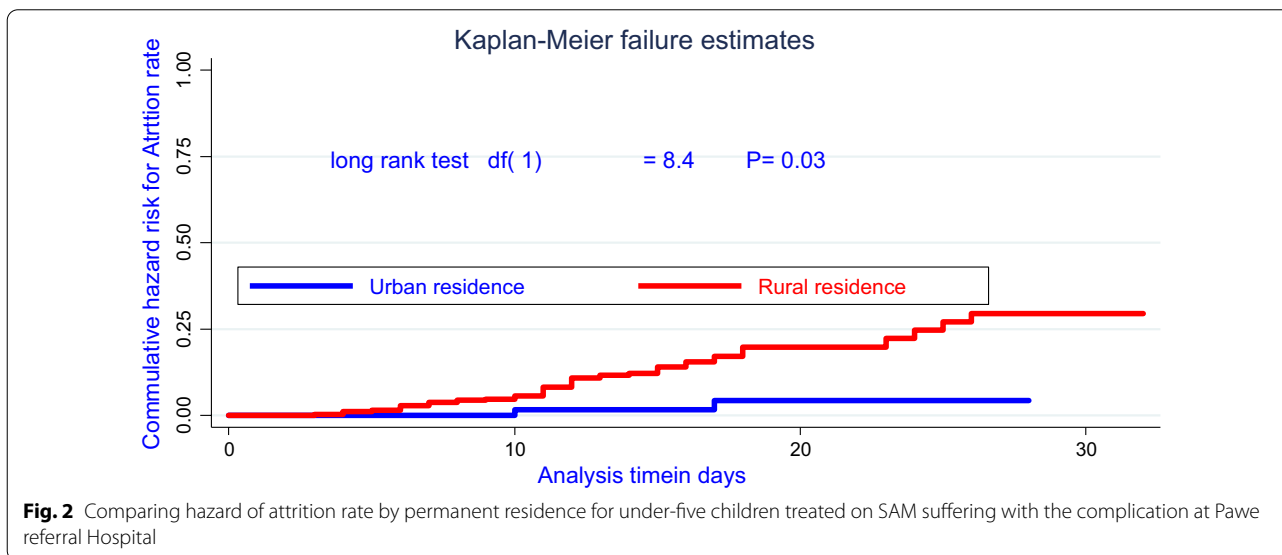 Kaplan-Meier failure estimates
Commulative hazard risk for Atrttion rate
1.00
0.75
0.50
0.25
0.00
long rank test df( 1) = 8.4 P= 0.03
Urban residence Rural residence
0 10 20 30
Analysis timein days
Fig. 2 Comparing hazard of attrition rate by permanent residence for under-five children treated on SAM suffering with the complication at Pawe
referral Hospital